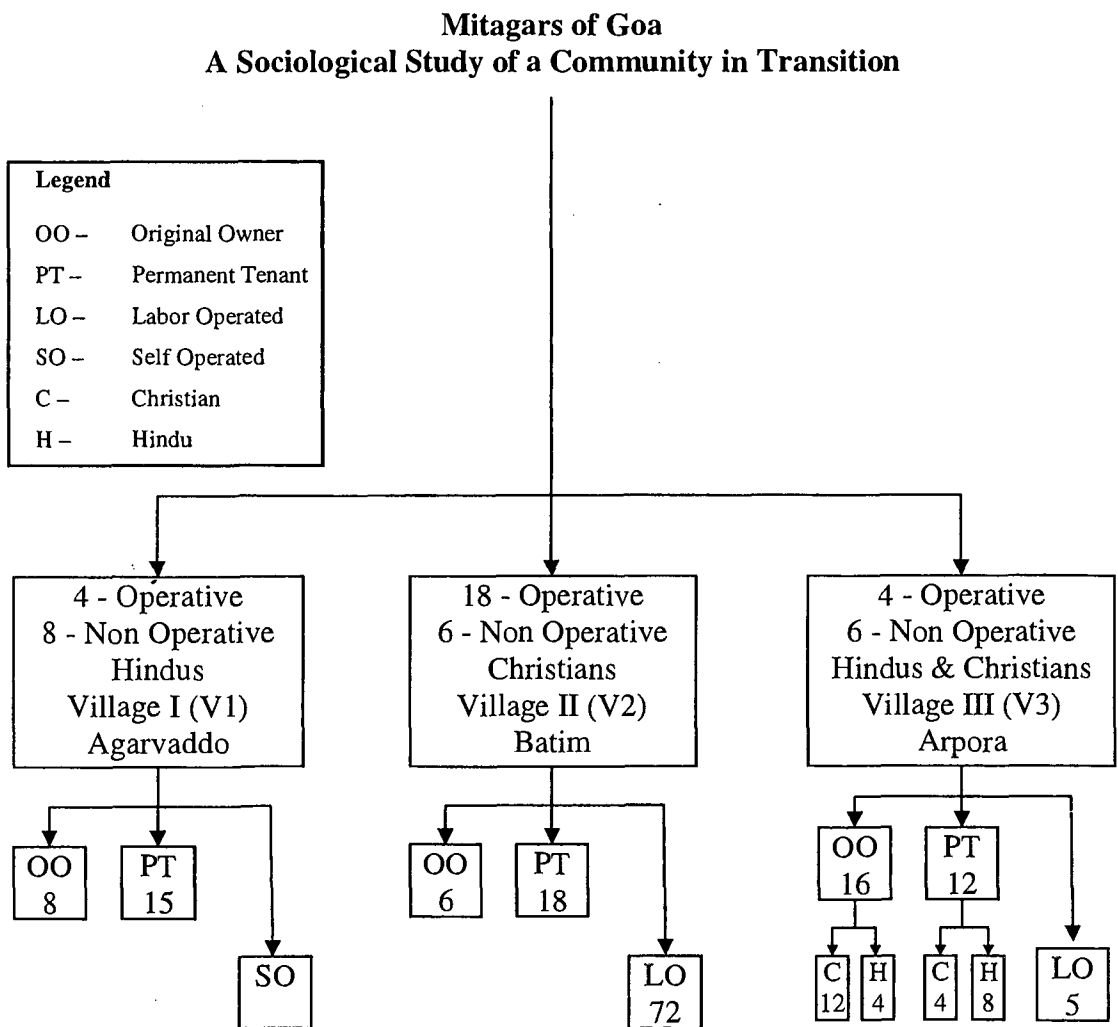 Mitagars of Goa
A Sociological Study of a Community in Transition
Legend
OO – Original Owner
PT – Permanent Tenant
LO – Labor Operated
SO – Self Operated
C – Christian
H – Hindu
4 - Operative
8 - Non Operative
Hindus
Village I (V1)
Agarvaddo
18 - Operative
6 - Non Operative
Christians
Village II (V2)
Batim
4 - Operative
6 - Non Operative
Hindus & Christians
Village III (V3)
Arpora
OO
8
PT
15
SO
OO
6
PT
18
LO
72
OO
16
PT
12
C
12
H
4
C
4
H
8
LO
5